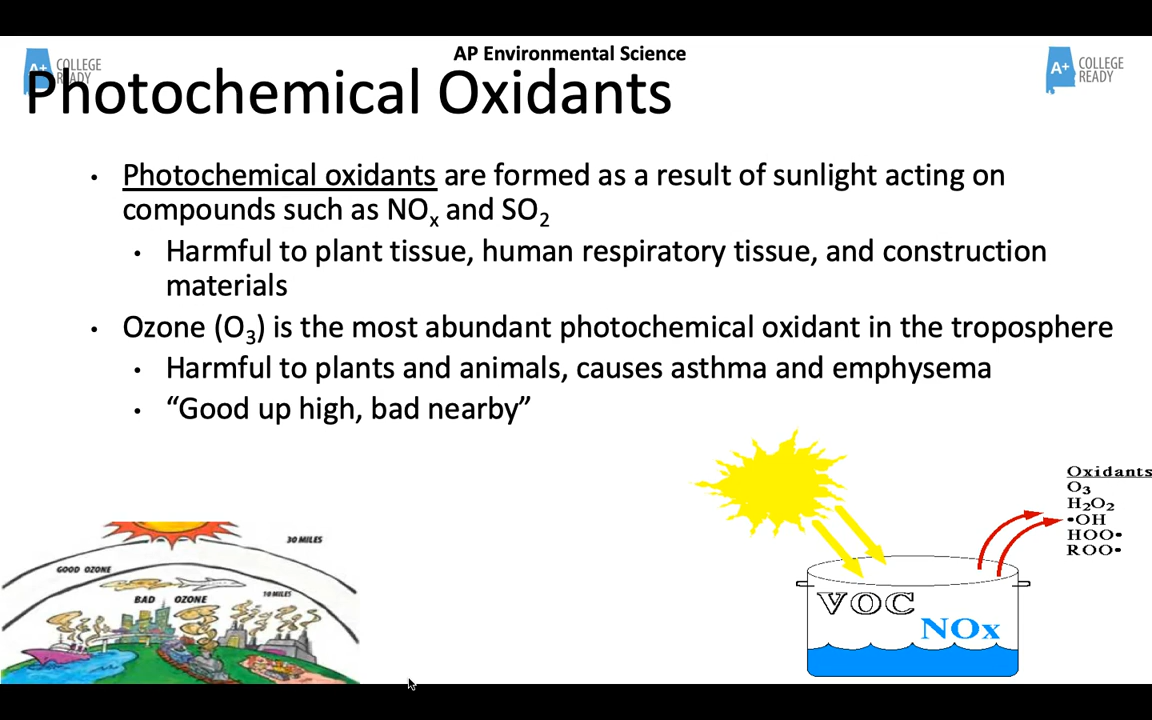 AP Environmental Science
A+ COLLEGE
READY
A+ COLLEGE
READY
Photochemical Oxidants
• Photochemical oxidants are formed as a result of sunlight acting on
compounds such as NOx and SO2
• Harmful to plant tissue, human respiratory tissue, and construction
materials
• Ozone (O3) is the most abundant photochemical oxidant in the troposphere
• Harmful to plants and animals, causes asthma and emphysema
• “Good up high, bad nearby”
30 MILES
GOOD OZONE
10 MILES
BAD OZONE
VOC
NOx
Oxidants
O3
H2O2
•OH
HOO•
ROO•